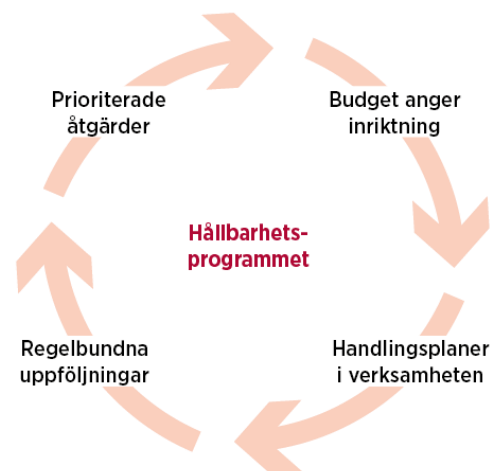 Prioriterade
åtgärder
Budget anger
inriktning
Hållbarhets-
programmet
Regelbundna
uppföljningar
Handlingsplaner
i verksamheten